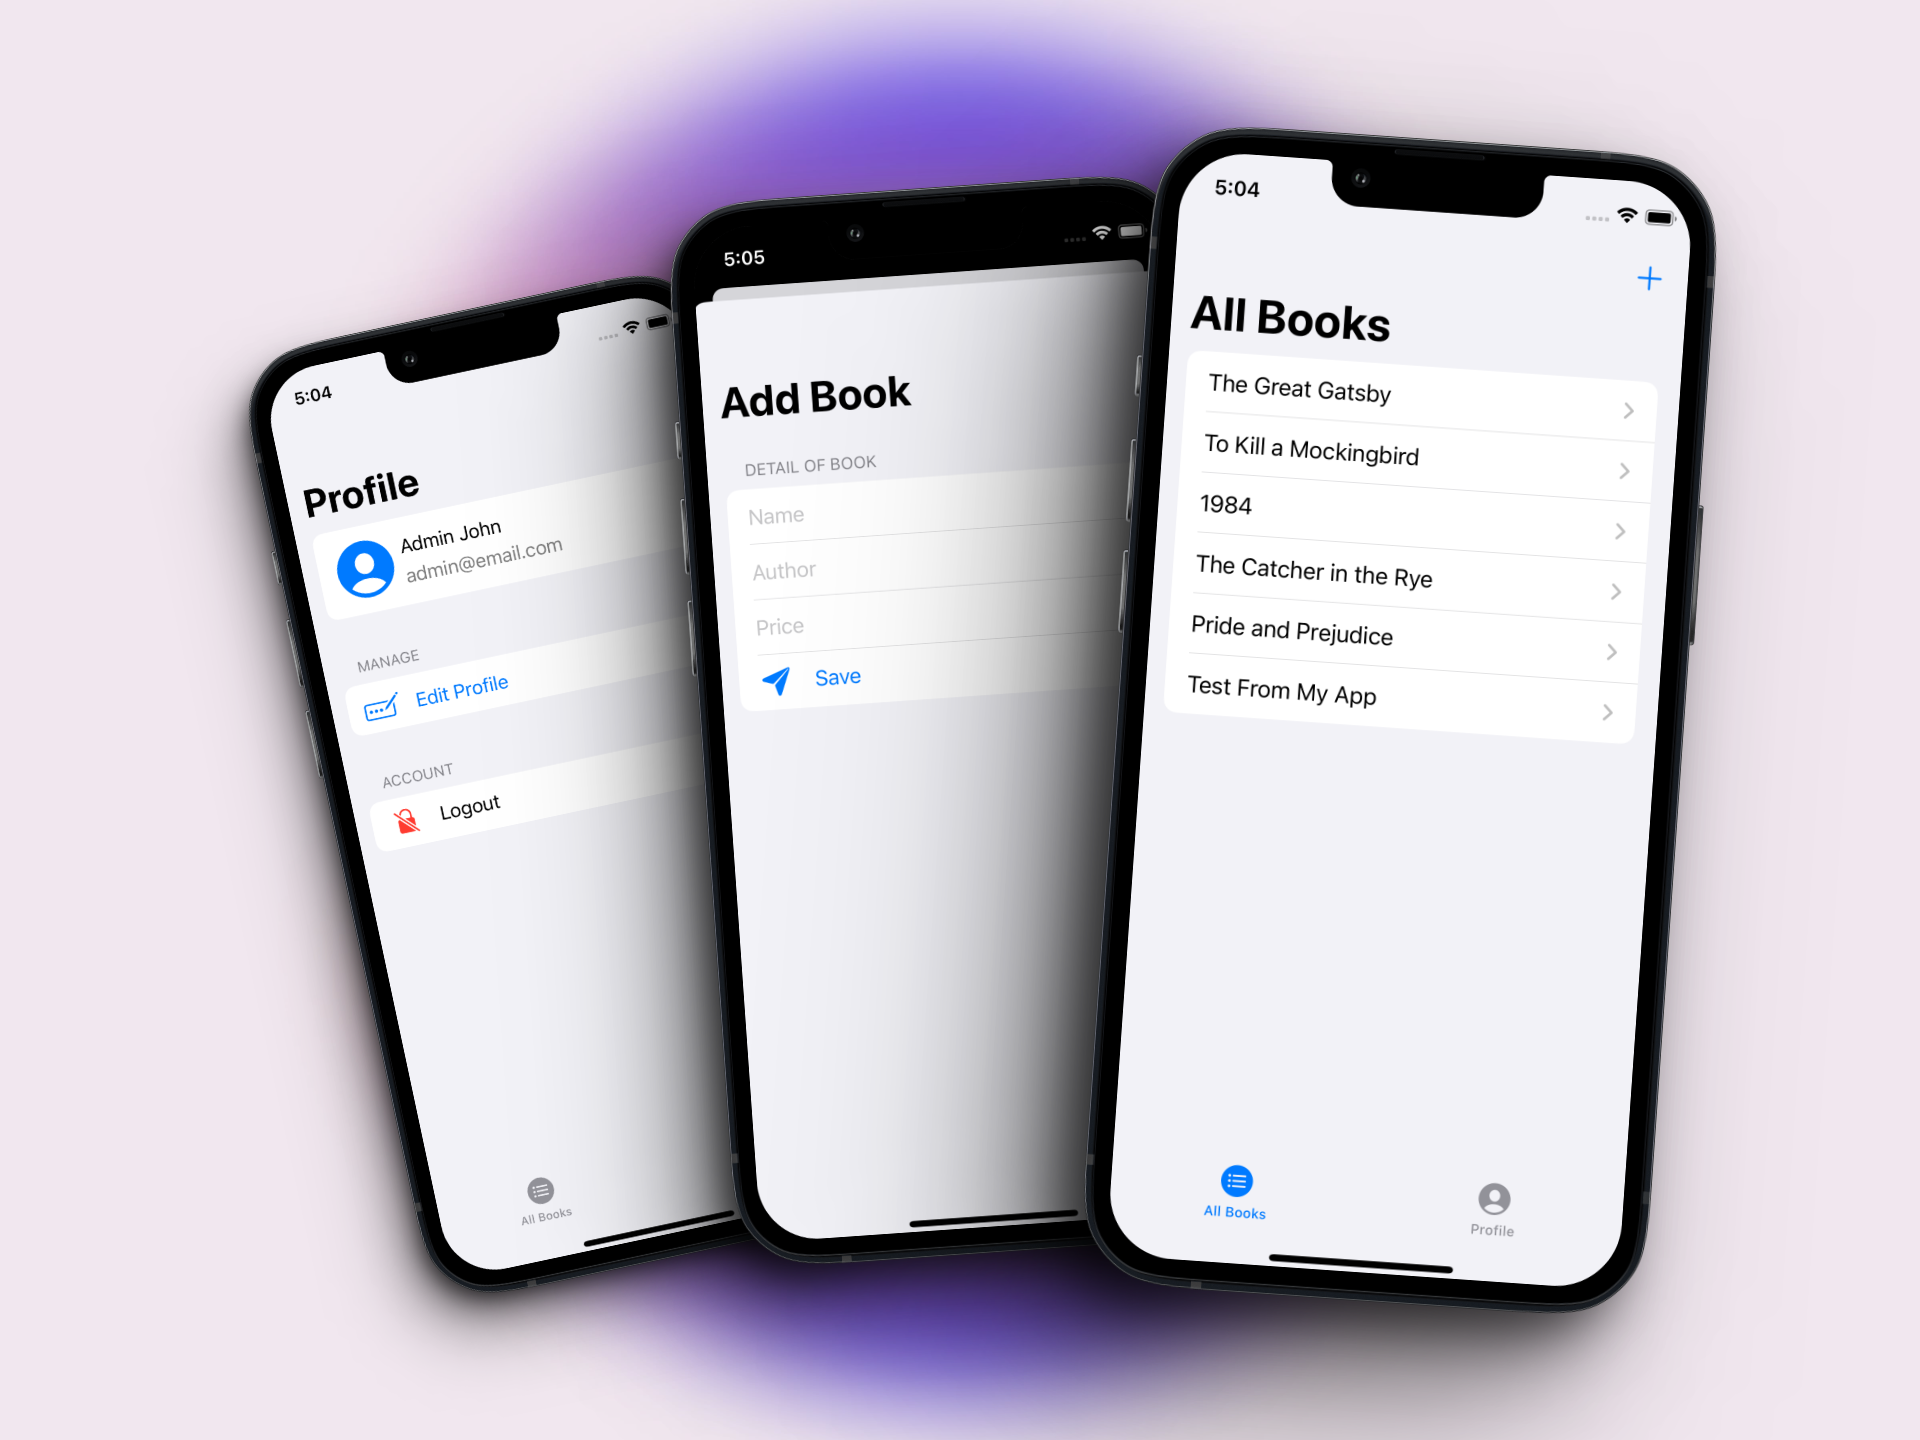 5:04
Profile
Admin John
admin@email.com
MANAGE
Edit Profile
ACCOUNT
Logout
All Books
5:05
Add Book
DETAIL OF BOOK
Name
Author
Price
Save
5:04
All Books
The Great Gatsby
To Kill a Mockingbird
1984
The Catcher in the Rye
Pride and Prejudice
Test From My App
All Books
Profile